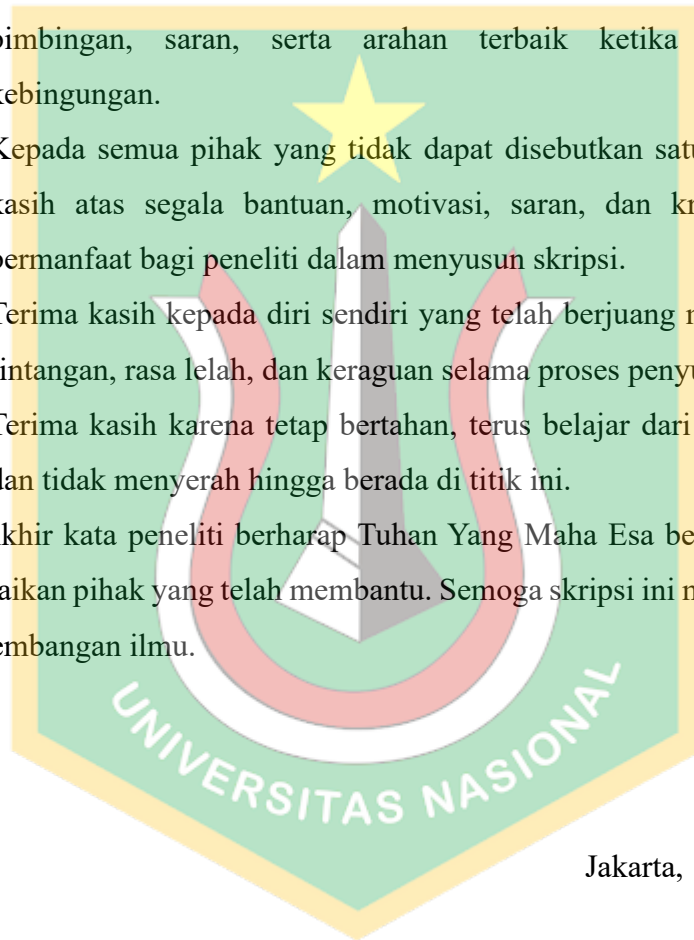 bimbingan, saran, serta arahan terbaik ketika
kebingungan.
Kepada semua pihak yang tidak dapat disebutkan satu
kasih atas segala bantuan, motivasi, saran, dan kr
bermanfaat bagi peneliti dalam menyusun skripsi.
Terima kasih kepada diri sendiri yang telah berjuang
rintangan, rasa lelah, dan keraguan selama proses penyu
Terima kasih karena tetap bertahan, terus belajar dari
dan tidak menyerah hingga berada di titik ini.
khir kata peneliti berharap Tuhan Yang Maha Esa be
aikan pihak yang telah membantu. Semoga skripsi ini
embangan ilmu.
UNIVERSITAS NASIONAL
Jakarta,